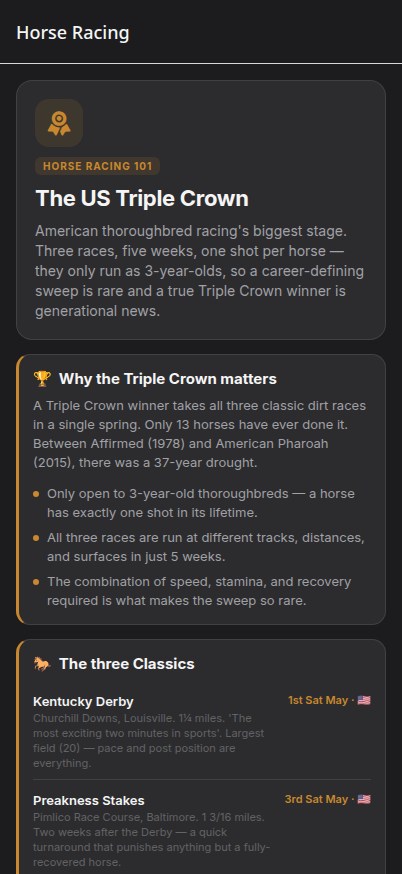 Horse Racing
HORSE RACING 101
The US Triple Crown
American thoroughbred racing's biggest stage.
Three races, five weeks, one shot per horse —
they only run as 3-year-olds, so a career-defining
sweep is rare and a true Triple Crown winner is
generational news.
🏆 Why the Triple Crown matters
A Triple Crown winner takes all three classic dirt races
in a single spring. Only 13 horses have ever done it.
Between Affirmed (1978) and American Pharoah
(2015), there was a 37-year drought.
Only open to 3-year-old thoroughbreds — a horse
has exactly one shot in its lifetime.
All three races are run at different tracks, distances,
and surfaces in just 5 weeks.
The combination of speed, stamina, and recovery
required is what makes the sweep so rare.
🐎 The three Classics
Kentucky Derby
1st Sat May · 🇺🇸
Churchill Downs, Louisville. 1¼ miles. 'The
most exciting two minutes in sports'. Largest
field (20) — pace and post position are
everything.
Preakness Stakes
3rd Sat May · 🇺🇸
Pimlico Race Course, Baltimore. 1 3/16 miles.
Two weeks after the Derby — a quick
turnaround that punishes anything but a fully-
recovered horse.